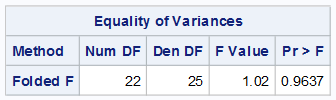 Equality of Variances
Method Num DF Den DF F Value Pr > F
Folded F 22 25 1.02 0.9637